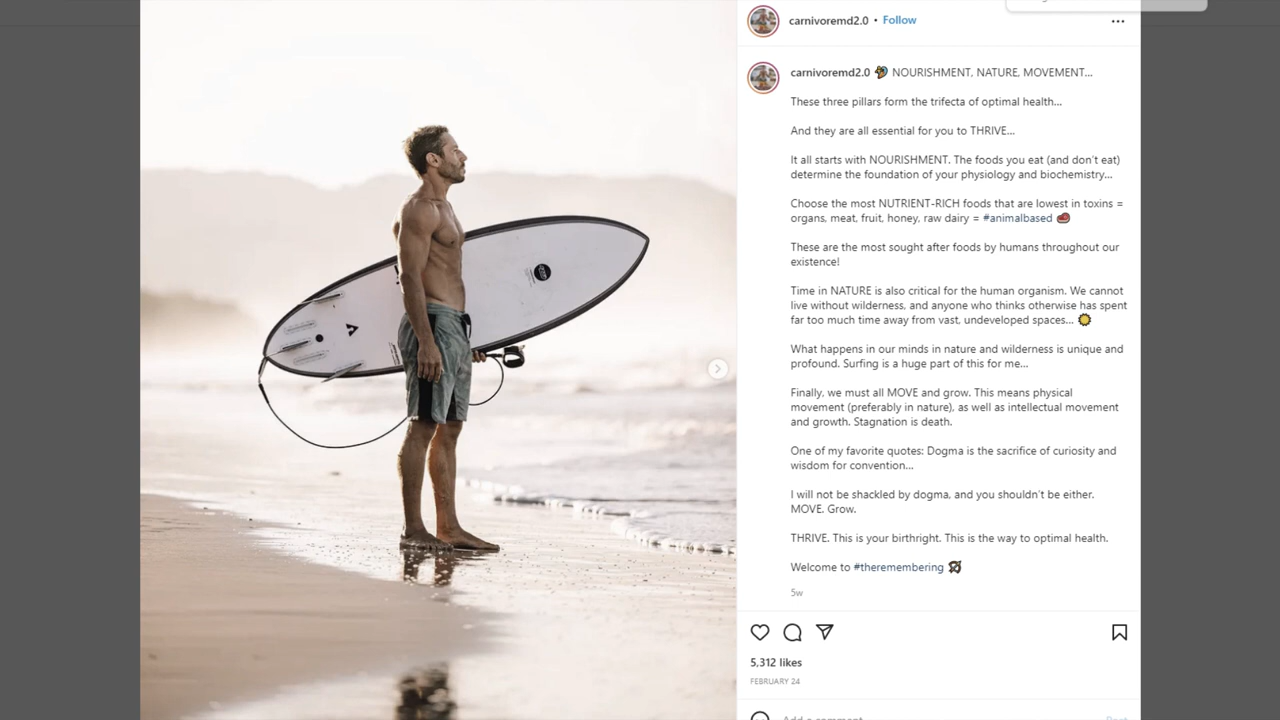 carnivoremd2.0 • Follow
carnivoremd2.0 🏹 NOURISHMENT, NATURE, MOVEMENT...
These three pillars form the trifecta of optimal health...
And they are all essential for you to THRIVE...
It all starts with NOURISHMENT. The foods you eat (and don't eat)
determine the foundation of your physiology and biochemistry...
Choose the most NUTRIENT-RICH foods that are lowest in toxins =
organs, meat, fruit, honey, raw dairy = #animalbased 🥩
These are the most sought after foods by humans throughout our
existence!
Time in NATURE is also critical for the human organism. We cannot
live without wilderness, and anyone who thinks otherwise has spent
far too much time away from vast, undeveloped spaces... 🌞
What happens in our minds in nature and wilderness is unique and
profound. Surfing is a huge part of this for me...
Finally, we must all MOVE and grow. This means physical
movement (preferably in nature), as well as intellectual movement
and growth. Stagnation is death.
One of my favorite quotes: Dogma is the sacrifice of curiosity and
wisdom for convention...
I will not be shackled by dogma, and you shouldn't be either.
MOVE. Grow.
THRIVE. This is your birthright. This is the way to optimal health.
Welcome to #theremembering 🏹
5w
5,312 likes
FEBRUARY 24
Add a comment...
Post